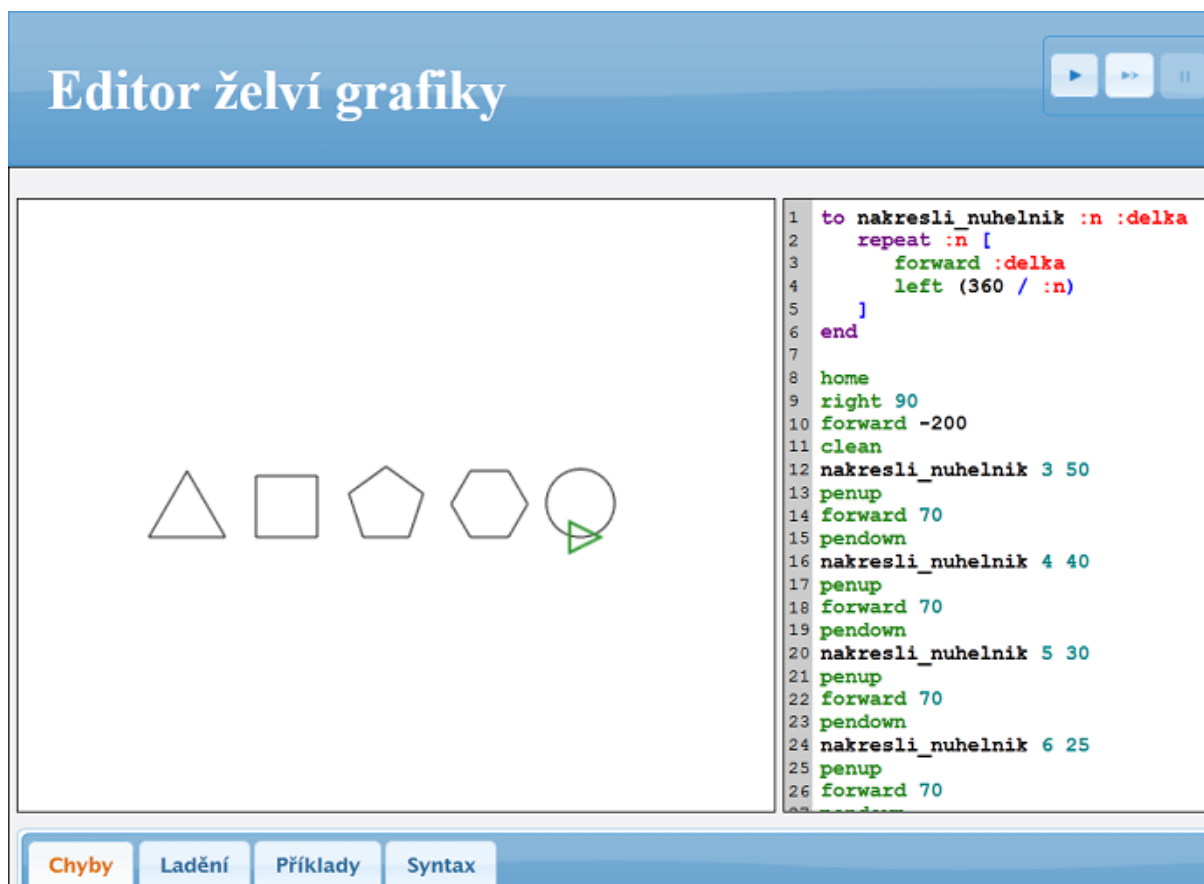 Editor želví grafiky
1 to nakresli_nuhelnik :n :delka
2 repeat :n [
3 forward :delka
4 left (360 / :n)
5 ]
6 end
7
8 home
9 right 90
10 forward -200
11 clean
12 nakresli_nuhelnik 3 50
13 penup
14 forward 70
15 pendown
16 nakresli_nuhelnik 4 40
17 penup
18 forward 70
19 pendown
20 nakresli_nuhelnik 5 30
21 penup
22 forward 70
23 pendown
24 nakresli_nuhelnik 6 25
25 penup
26 forward 70
Chyby Ladění Příklady Syntax